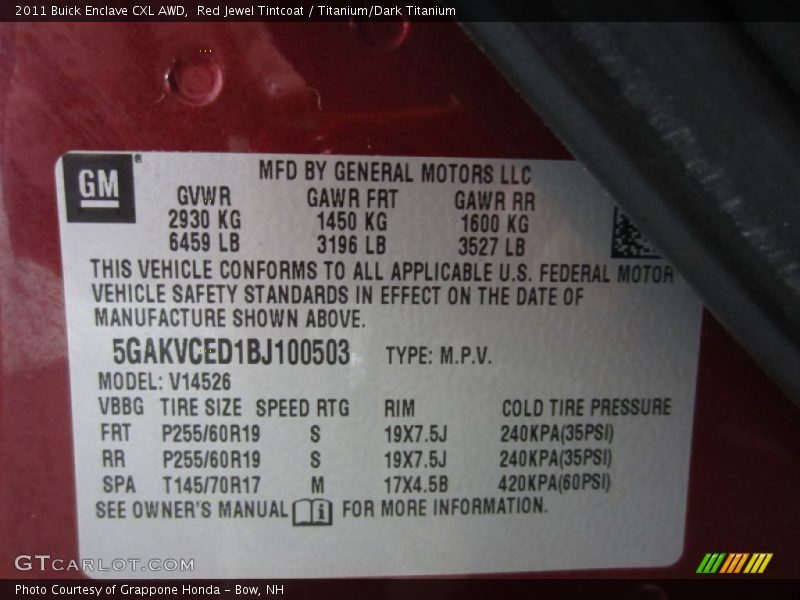 2011 Buick Enclave CXL AWD,  Red Jewel Tintcoat / Titanium/Dark Titanium
GM
MFD BY GENERAL MOTORS LLC
GVWR GAWR FRT GAWR RR
2930 KG 1450 KG 1600 KG
6459 LB 3196 LB 3527 LB
THIS VEHICLE CONFORMS TO ALL APPLICABLE U.S. FEDERAL MOTOR
VEHICLE SAFETY STANDARDS IN EFFECT ON THE DATE OF
MANUFACTURE SHOWN ABOVE.
5GAKVCED1BJ100503 TYPE: M.P.V.
MODEL: V14526
VBBG TIRE SIZE SPEED RTG RIM COLD TIRE PRESSURE
FRT P255/60R19 S 19X7.5J 240KPA(35PSI)
RR P255/60R19 S 19X7.5J 240KPA(35PSI)
SPA T145/70R17 M 17X4.5B 420KPA(60PSI)
SEE OWNER'S MANUAL FOR MORE INFORMATION.
GTCARLOT.COM
Photo Courtesy of Grappone Honda – Bow, NH